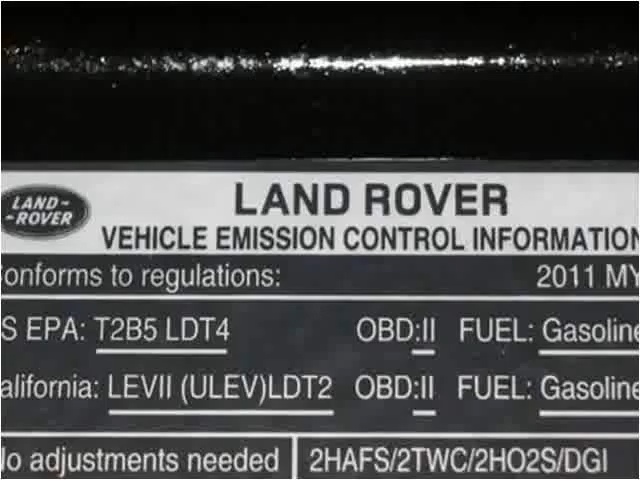 LAND-
-ROVER
LAND ROVER
VEHICLE EMISSION CONTROL INFORMATION
onforms to regulations: 2011 MY
S EPA: T2B5 LDT4 OBD:II FUEL: Gasoline
alifornia: LEVII (ULEV)LDT2 OBD:II FUEL: Gasoline
No adjustments needed 2HAFS/2TWC/2HO2S/DGI